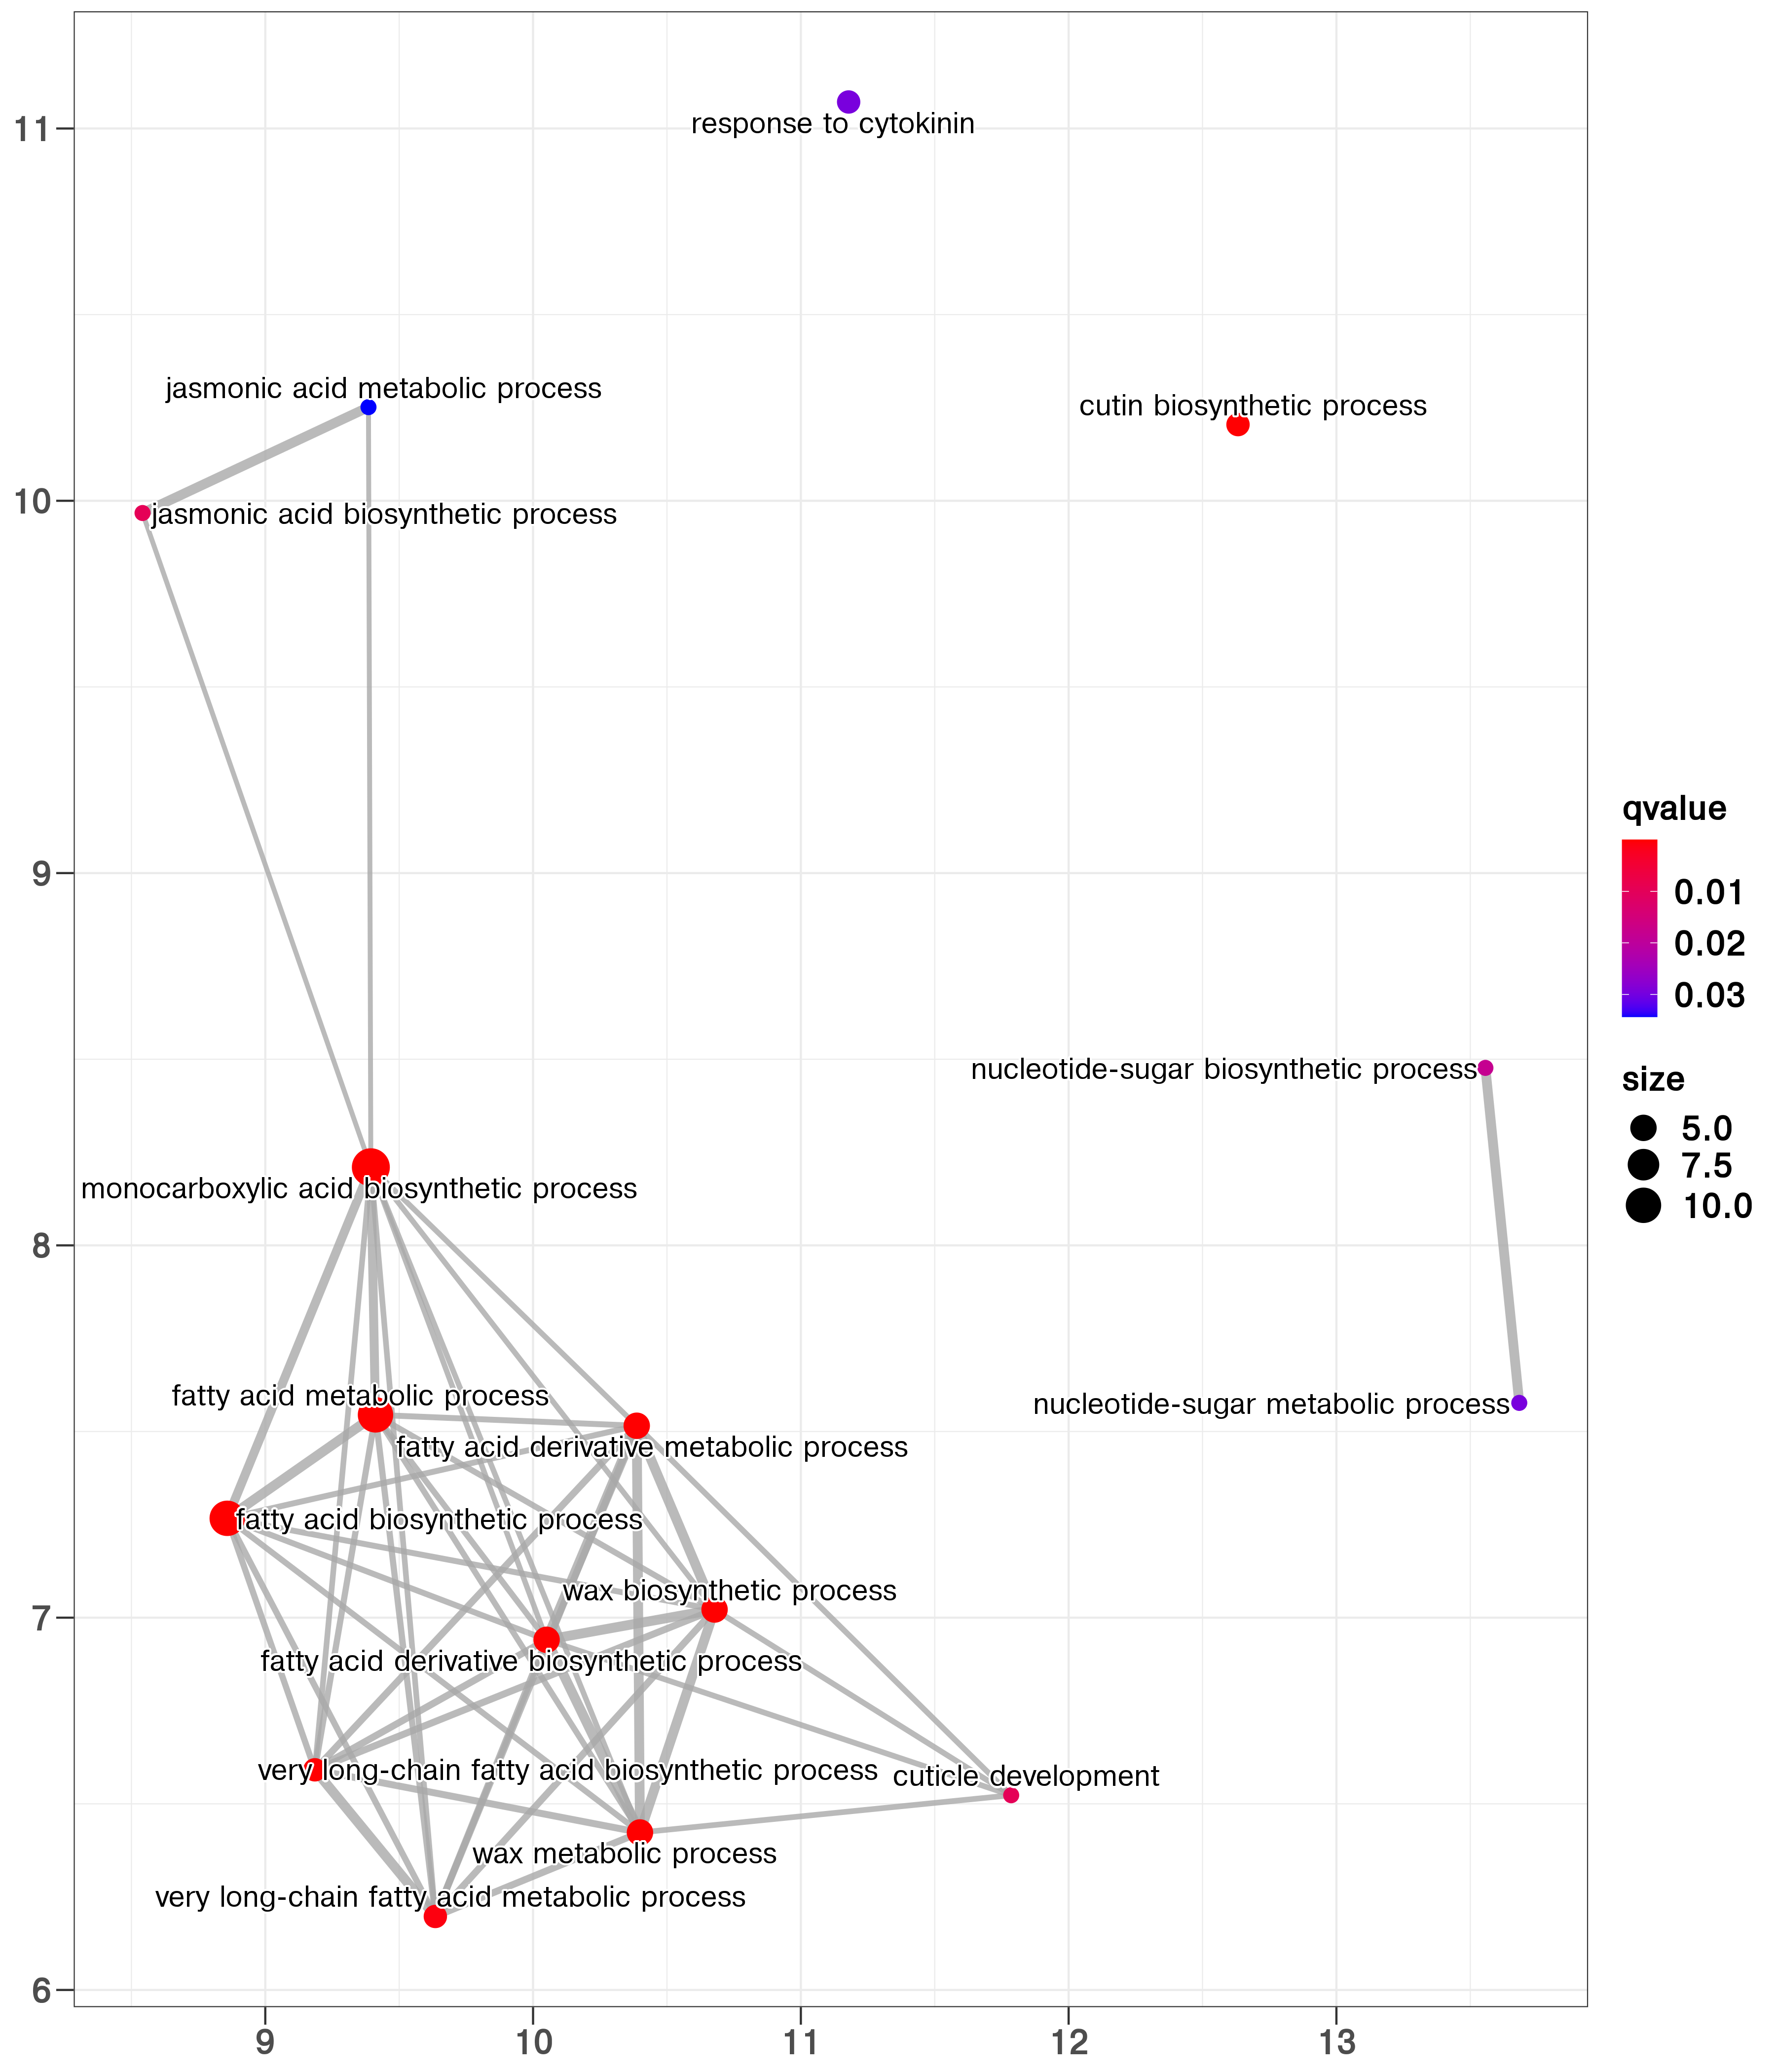 11
response to cytokinin
jasmonic acid metabolic process
cutin biosynthetic process
10
jasmonic acid biosynthetic process
9
qvalue
0.01
0.02
0.03
nucleotide-sugar biosynthetic process
size
5.0
7.5
10.0
monocarboxylic acid biosynthetic process
8
fatty acid metabolic process
nucleotide-sugar metabolic process
fatty acid derivative metabolic process
fatty acid biosynthetic process
wax biosynthetic process
7
fatty acid derivative biosynthetic process
very long-chain fatty acid biosynthetic process
cuticle development
wax metabolic process
very long-chain fatty acid metabolic process
6
9 10 11 12 13